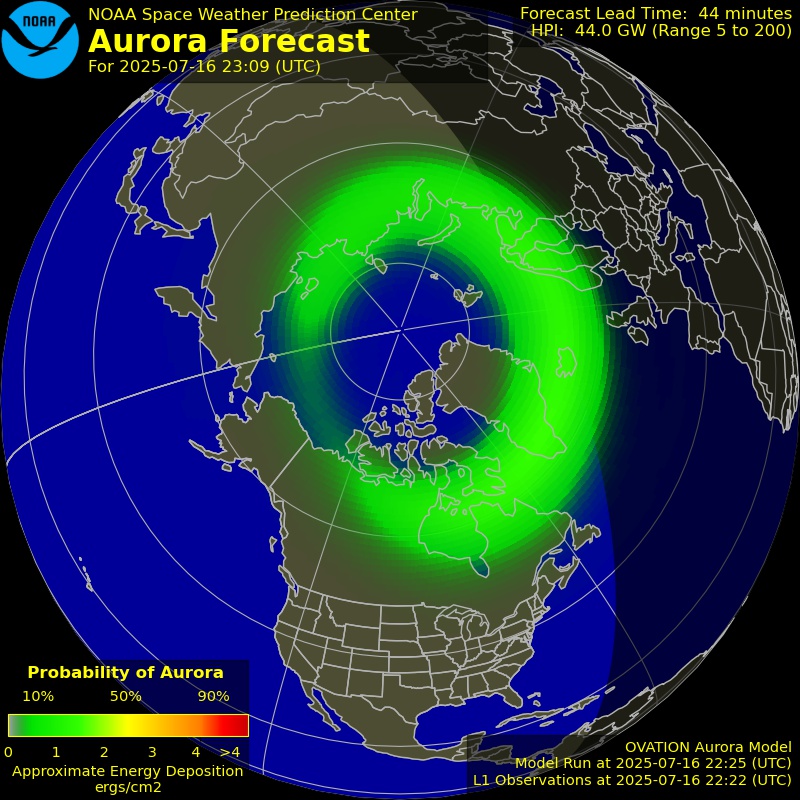 NOAA
NOAA Space Weather Prediction Center
Aurora Forecast
For 2025-07-16 23:09 (UTC)
Forecast Lead Time: 44 minutes
HPI: 44.0 GW (Range 5 to 200)
Probability of Aurora
10% 50% 90%
0 1 2 3 4 >4
Approximate Energy Deposition
ergs/cm2
OVATION Aurora Model
Model Run at 2025-07-16 22:25 (UTC)
L1 Observations at 2025-07-16 22:22 (UTC)